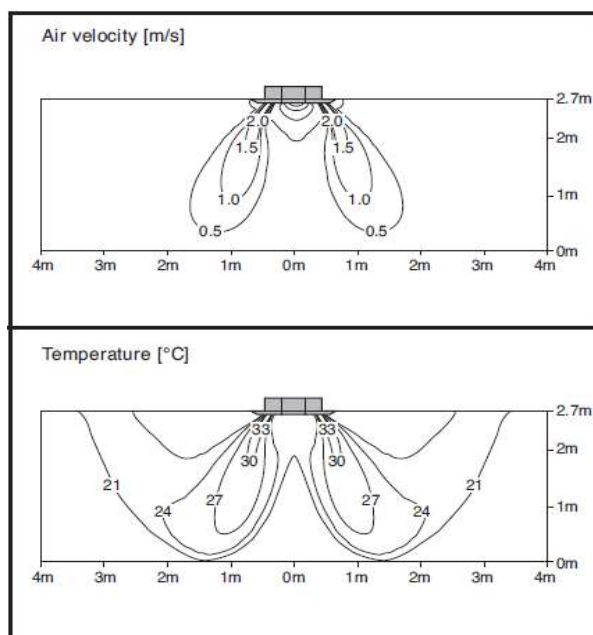 Air velocity [m/s]
2.7m
2.0 2.0
2m
1.5 1.5
1.0 1.0
1m
0.5 0.5
0m
4m 3m 2m 1m 0m 1m 2m 3m 4m
Temperature [°C]
2.7m
33 33
2m
30 30
21 21
27 27
24 24
1m
0m
4m 3m 2m 1m 0m 1m 2m 3m 4m